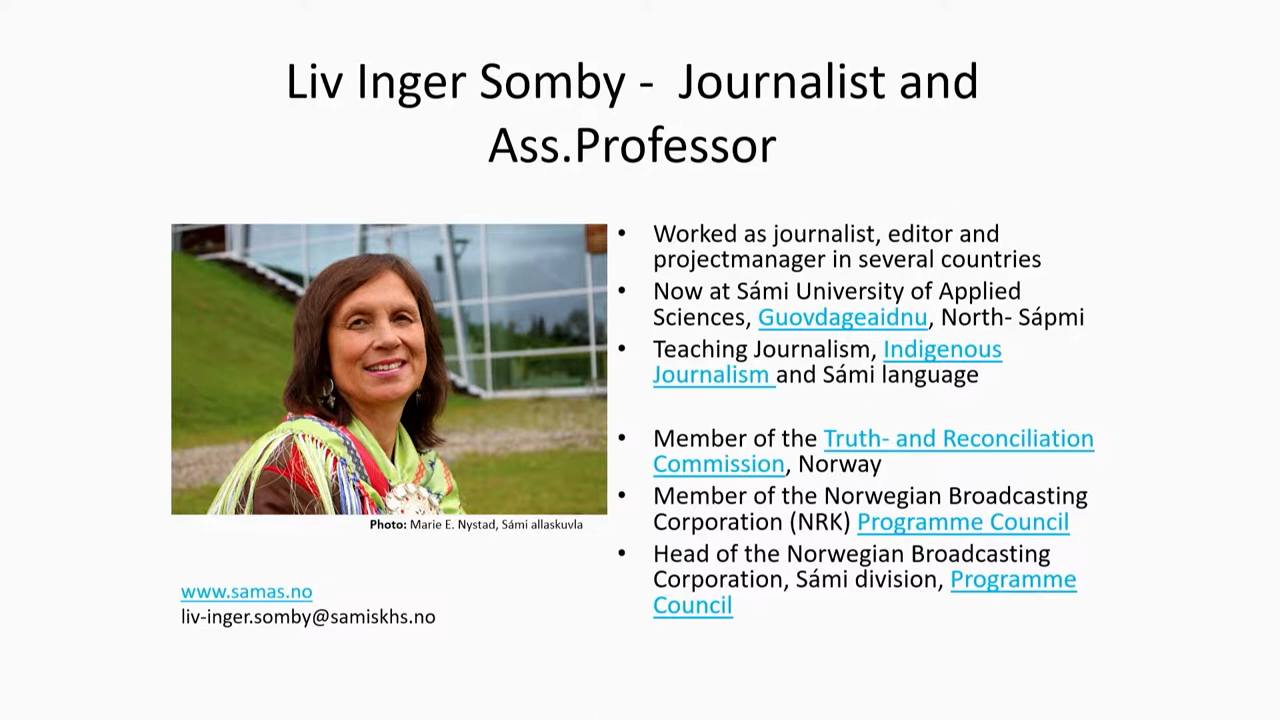 Liv Inger Somby -  Journalist and
Ass.Professor
• Worked as journalist, editor and
projectmanager in several countries
• Now at Sámi University of Applied
Sciences, Guovdageaidnu, North- Sápmi
• Teaching Journalism, Indigenous
Journalism and Sámi language
• Member of the Truth- and Reconciliation
Commission, Norway
• Member of the Norwegian Broadcasting
Corporation (NRK) Programme Council
• Head of the Norwegian Broadcasting
Corporation, Sámi division, Programme
Council
Photo: Marie E. Nystad, Sámi allaskuvla
www.samas.no
liv-inger.somby@samiskhs.no